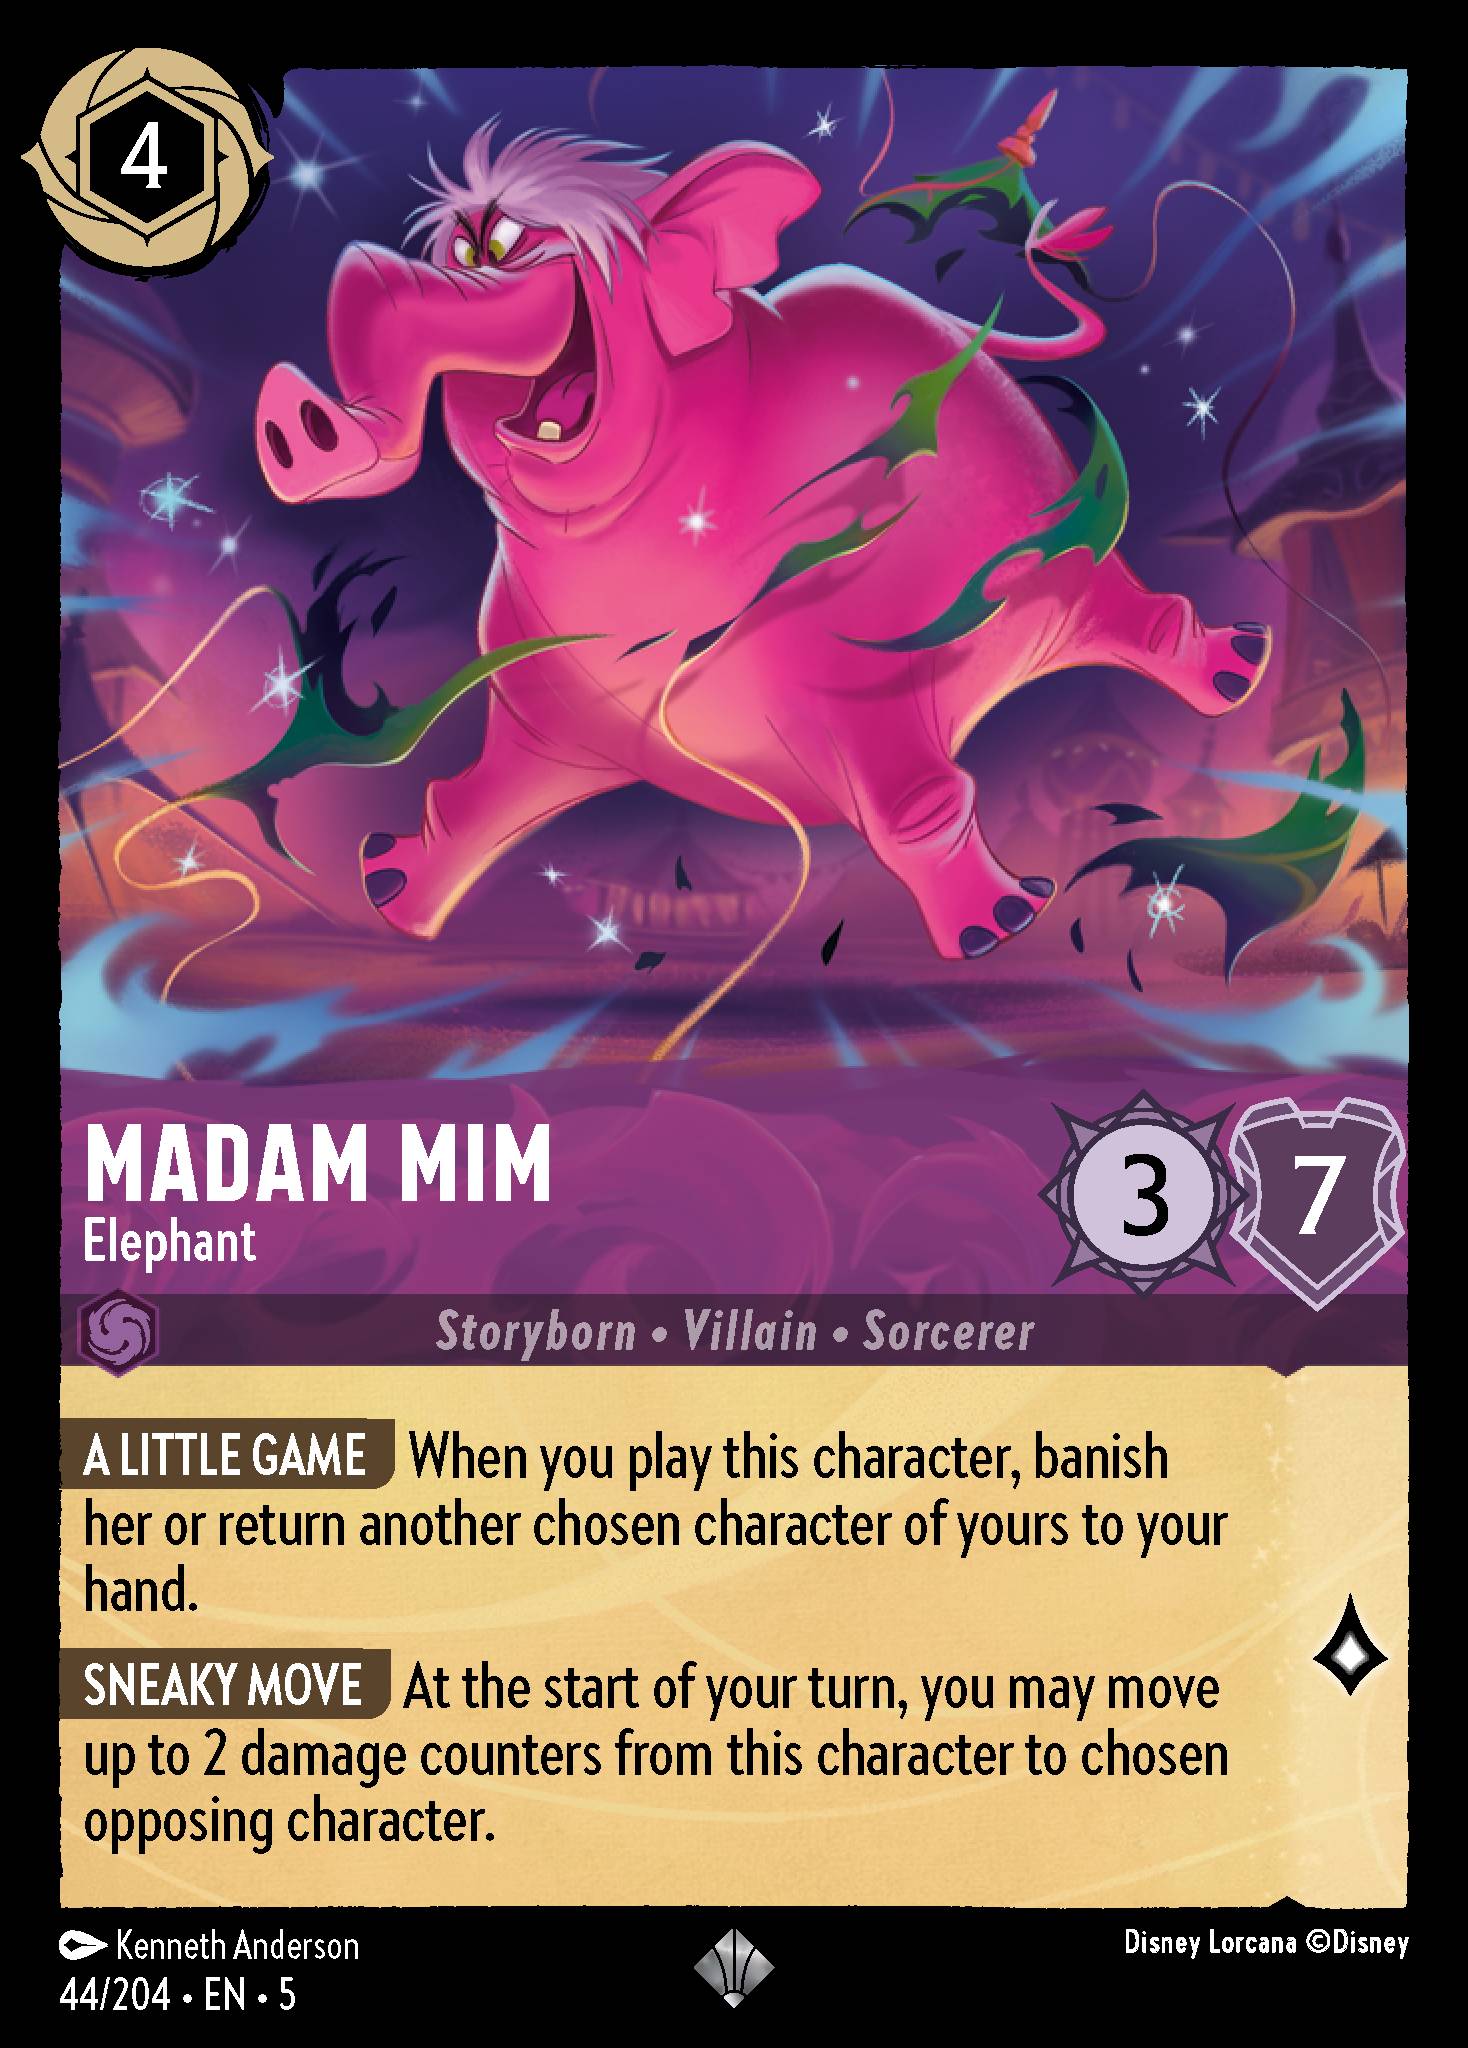 4
MADAM MIM
Elephant
3
7
Storyborn • Villain • Sorcerer
A LITTLE GAME When you play this character, banish
her or return another chosen character of yours to your
hand.
SNEAKY MOVE At the start of your turn, you may move
up to 2 damage counters from this character to chosen
opposing character.
Kenneth Anderson
Disney Lorcana ©Disney
44/204 • EN • 5